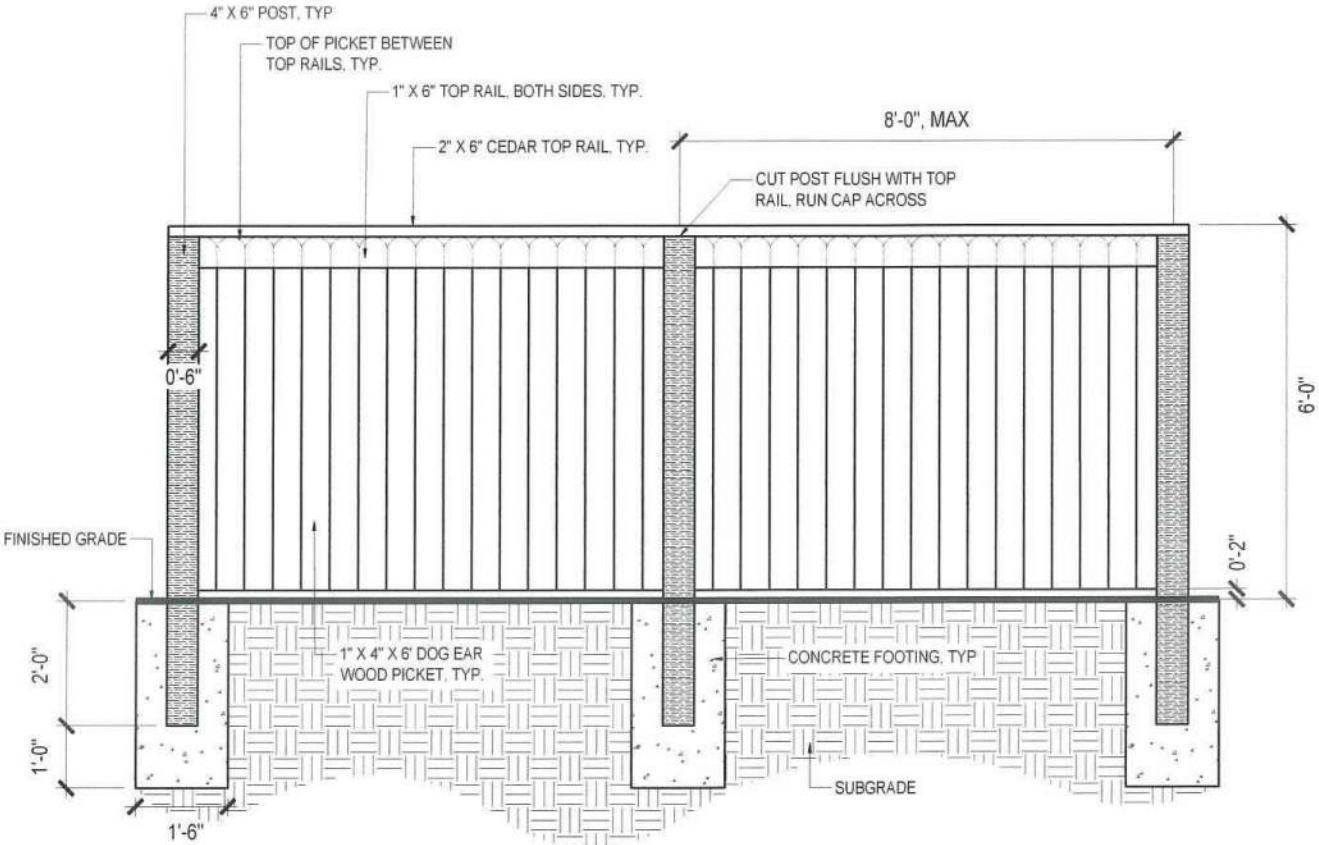 4" X 6" POST, TYP
TOP OF PICKET BETWEEN
TOP RAILS, TYP.
1" X 6" TOP RAIL, BOTH SIDES, TYP.
8'-0", MAX
2" X 6" CEDAR TOP RAIL, TYP.
CUT POST FLUSH WITH TOP
RAIL, RUN CAP ACROSS
0'-6"
6'-0"
FINISHED GRADE
0'-2"
2'-0"
1" X 4" X 6' DOG EAR
WOOD PICKET, TYP.
CONCRETE FOOTING, TYP
1'-0"
SUBGRADE
1'-6"